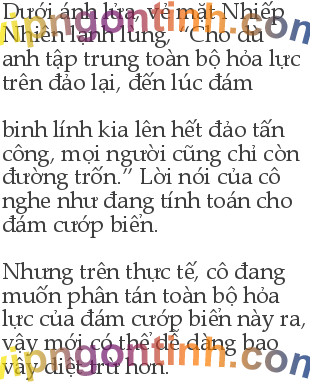 Dưới ánh lửa, vẻ mặt Nhiếp
Nhiên lạnh lùng, “Cho dù
anh tập trung toàn bộ hỏa lực
trên đảo lại, đến lúc đám
binh lính kia lên hết đảo tấn
công, mọi người cũng chỉ còn
đường trốn.” Lời nói của cô
nghe như đang tính toán cho
đám cướp biển.
Nhưng trên thực tế, cô đang
muốn phân tán toàn bộ hỏa
lực của đám cướp biển này ra,
vậy mới có thể dễ dàng bao
vây diệt trừ hơn.
vipngontinh.com
vipngontinh.com